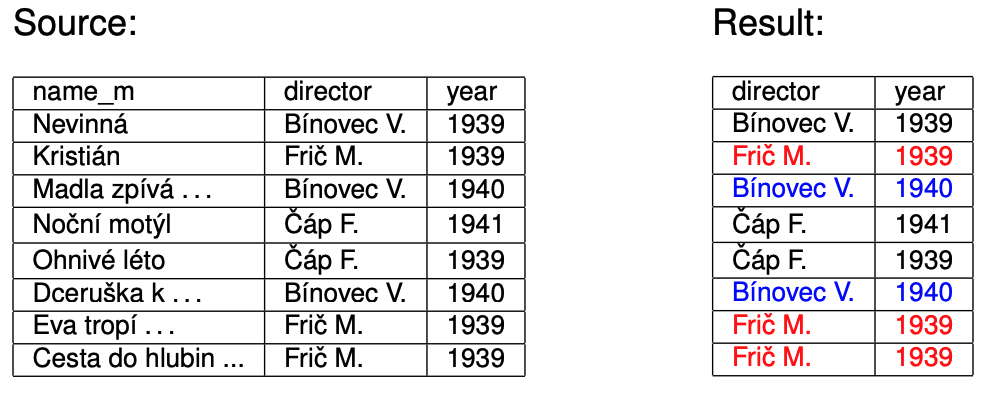 Source:
name_m director year
Nevinná Bínovec V. 1939
Kristián Frič M. 1939
Madla zpívá . . . Bínovec V. 1940
Noční motýl Čáp F. 1941
Ohnivé léto Čáp F. 1939
Dceruška k . . . Bínovec V. 1940
Eva tropí . . . Frič M. 1939
Cesta do hlubin ... Frič M. 1939
Result:
director year
Bínovec V. 1939
Frič M. 1939
Bínovec V. 1940
Čáp F. 1941
Čáp F. 1939
Bínovec V. 1940
Frič M. 1939
Frič M. 1939